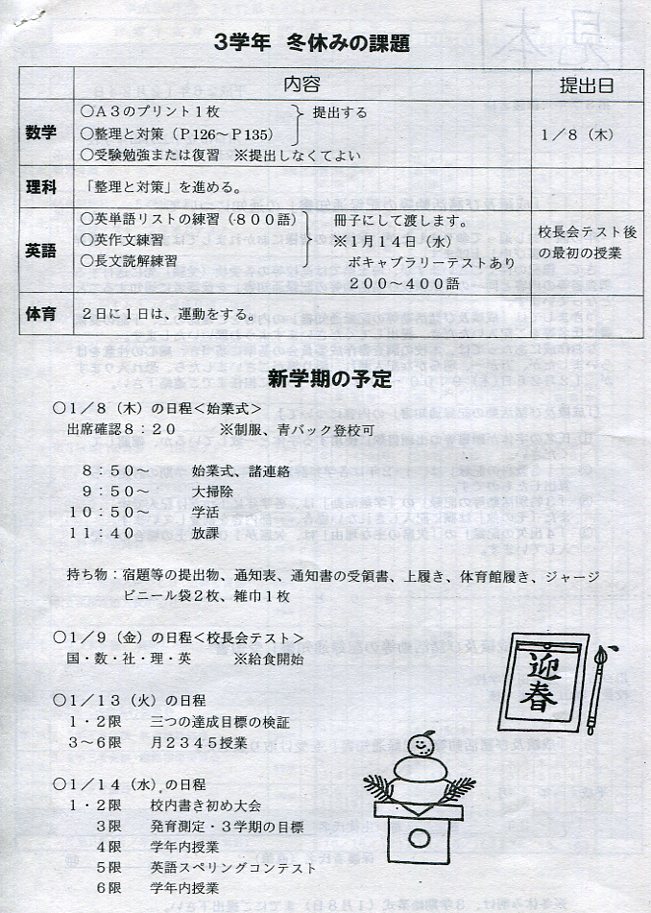 3学年 冬休みの課題
内容 提出日
数学
○A3のプリント1枚
○整理と対策(P126~P135)
○受験勉強または復習 ※提出しなくてよい
提出する
1/8(木)
理科 「整理と対策」を進める。
英語
○英単語リストの練習(800語)
○英作文練習
○長文読解練習
冊子にして渡します。
※1月14日(水)
ボキャブラリーテストあり
200~400語
校長会テスト後
の最初の授業
体育 2日に1日は、運動をする。
新学期の予定
○1/8(木)の日程<始業式>
出席確認8:20 ※制服、青バック登校可
8:50~ 始業式、諸連絡
9:50~ 大掃除
10:50~ 学活
11:40 放課
持ち物:宿題等の提出物、通知表、通知書の受領書、上履き、体育館履き、ジャージ
ビニール袋2枚、雑巾1枚
○1/9(金)の日程<校長会テスト>
国・数・社・理・英 ※給食開始
迎春
○1/13(火)の日程
1・2限 三つの達成目標の検証
3~6限 月2345授業
○1/14(水)の日程
1・2限 校内書き初め大会
3限 発育測定・3学期の目標
4限 学年内授業
5限 英語スペリングコンテスト
6限 学年内授業